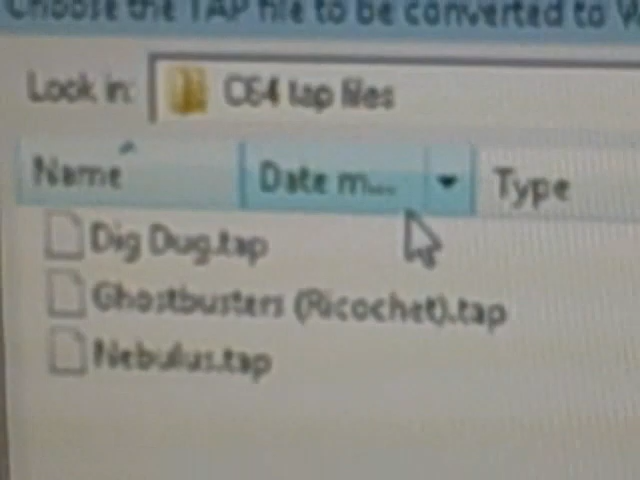 Choose the TAP file to be converted to
Look in: C64 tap files
Name Date m... Type
Dig Dug.tap
Ghostbusters (Ricochet).tap
Nebulus.tap